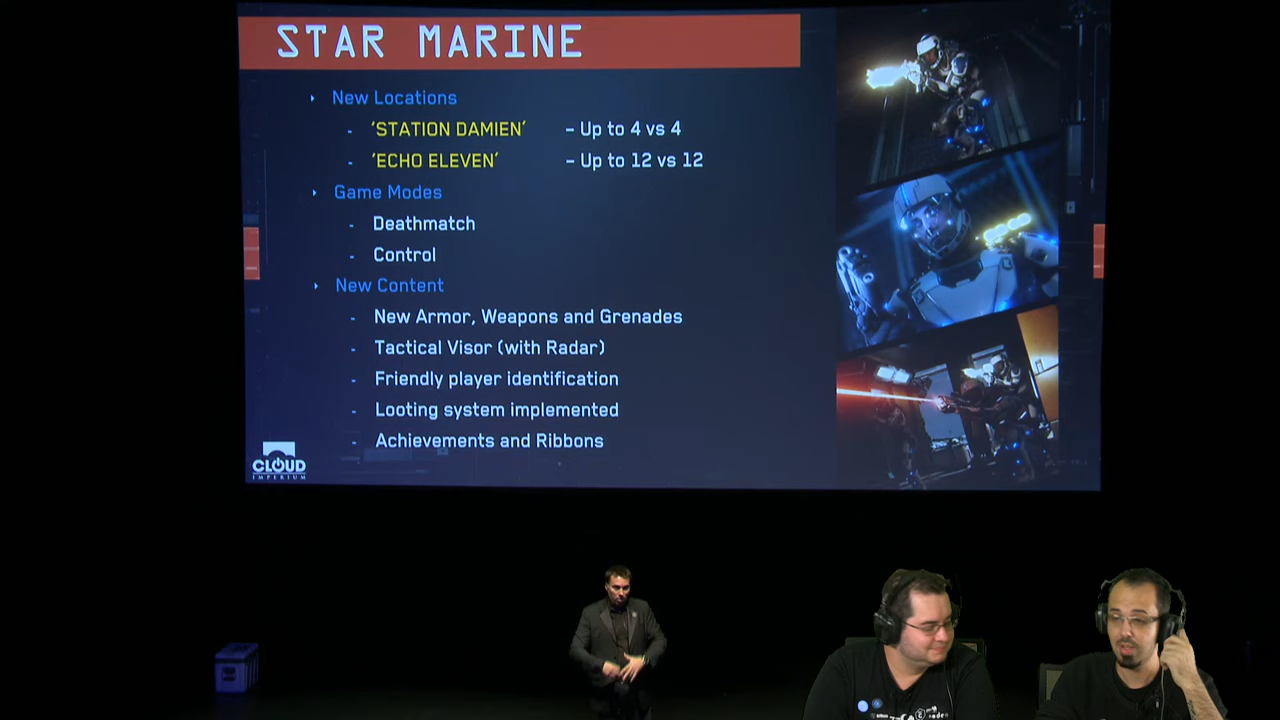 STAR MARINE
New Locations
- 'STATION DAMIEN' – Up to 4 vs 4
- 'ECHO ELEVEN' – Up to 12 vs 12
Game Modes
- Deathmatch
- Control
New Content
- New Armor, Weapons and Grenades
- Tactical Visor (with Radar)
- Friendly player identification
- Looting system implemented
- Achievements and Ribbons
CLOUD
IMPERIUM